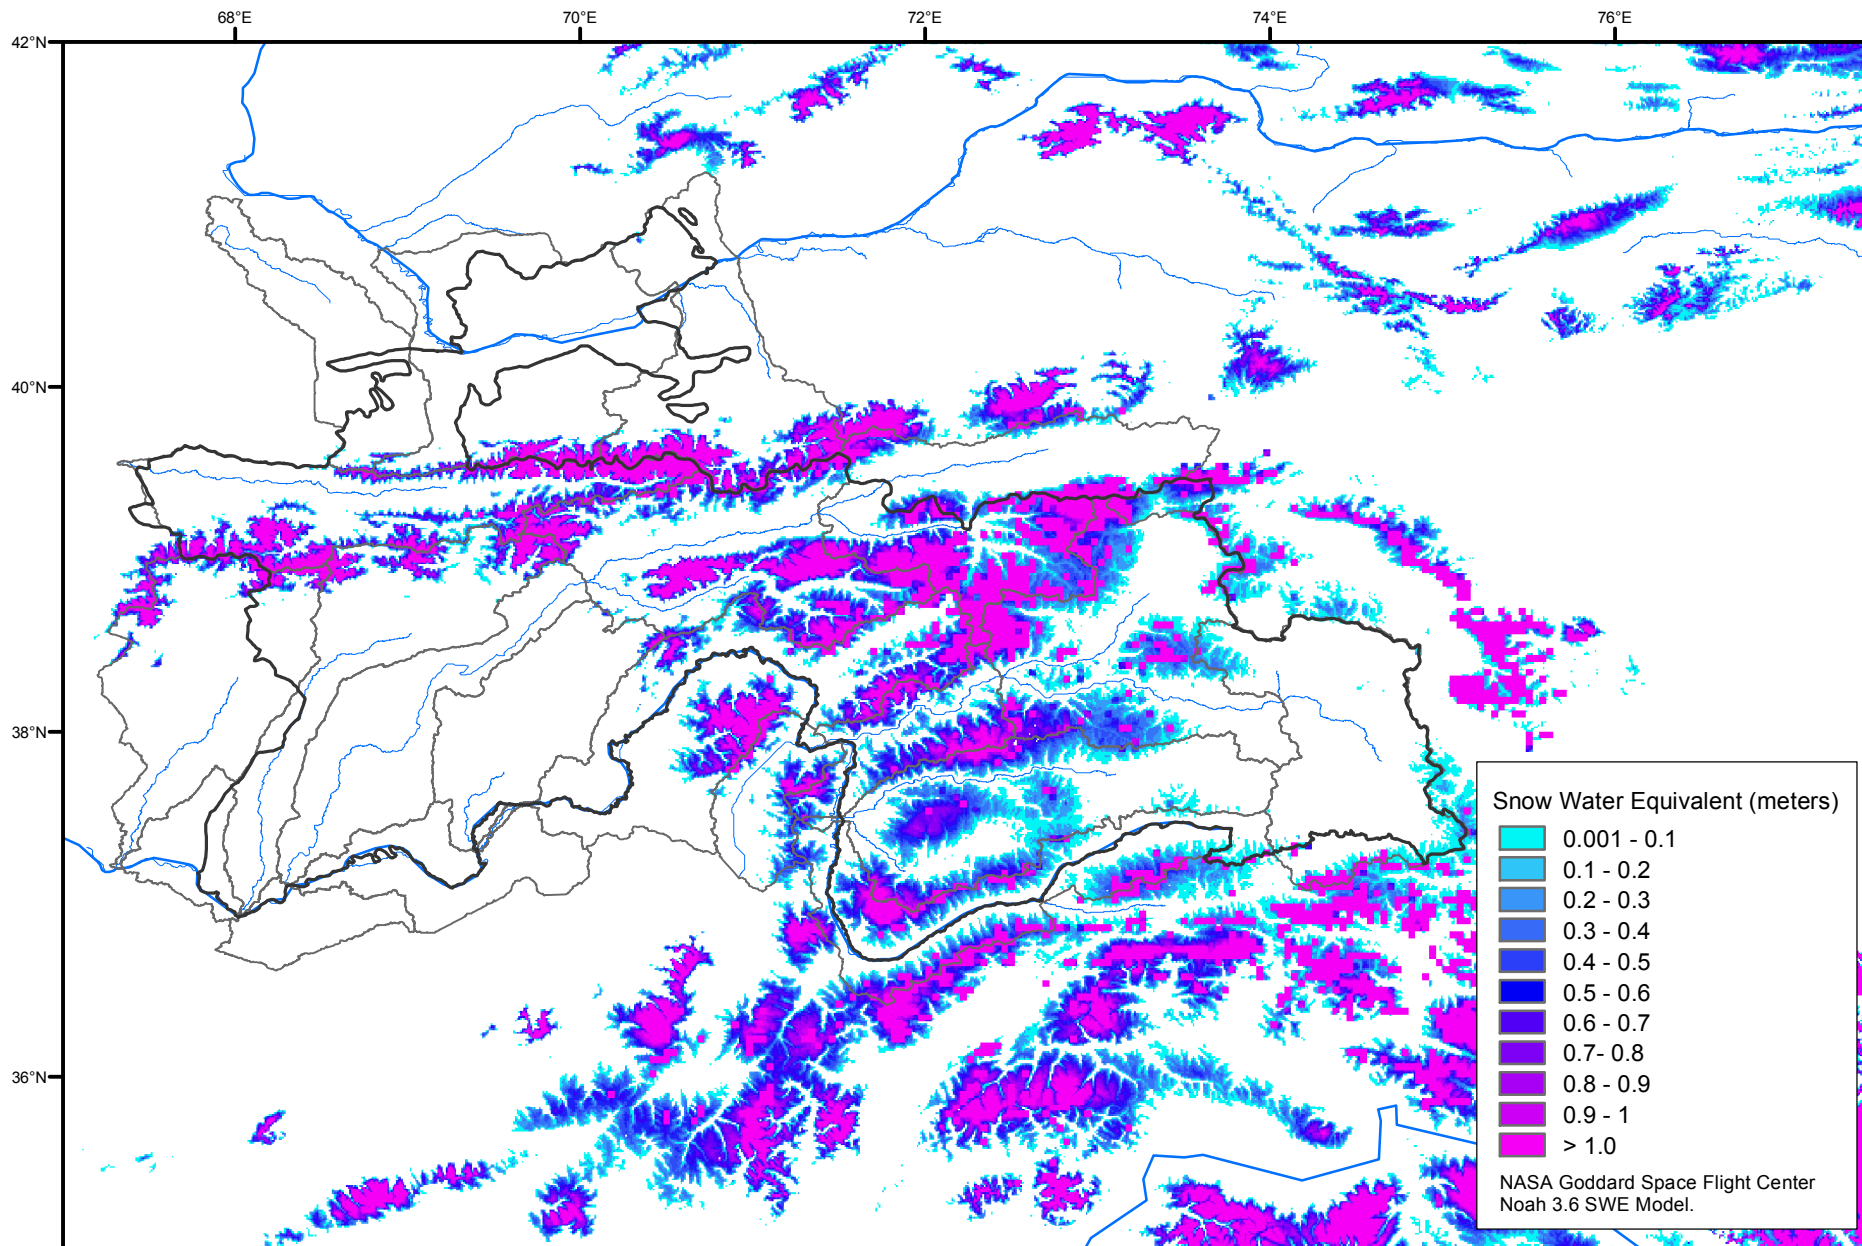 68°E 70°E 72°E 74°E 76°E
42°N
40°N
38°N
36°N
Snow Water Equivalent (meters)
0.001 - 0.1
0.1 - 0.2
0.2 - 0.3
0.3 - 0.4
0.4 - 0.5
0.5 - 0.6
0.6 - 0.7
0.7- 0.8
0.8 - 0.9
0.9 - 1
> 1.0
NASA Goddard Space Flight Center
Noah 3.6 SWE Model.